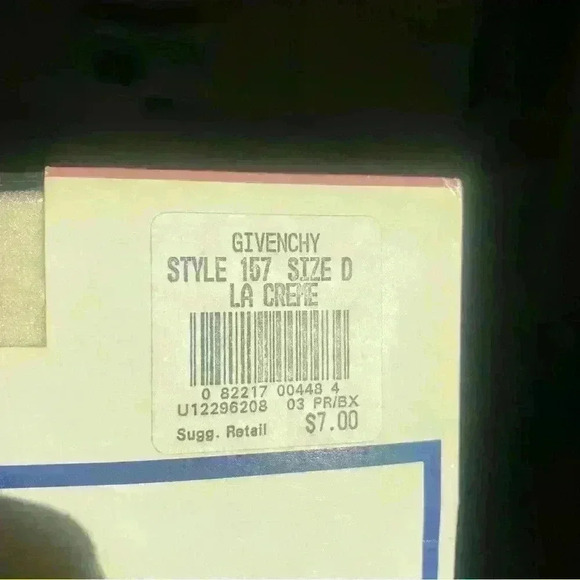 GIVENCHY
STYLE 157 SIZE D
LA CREME
0 82217 00448 4
U12296208 03 PR/BX
Sugg. Retail $7.00